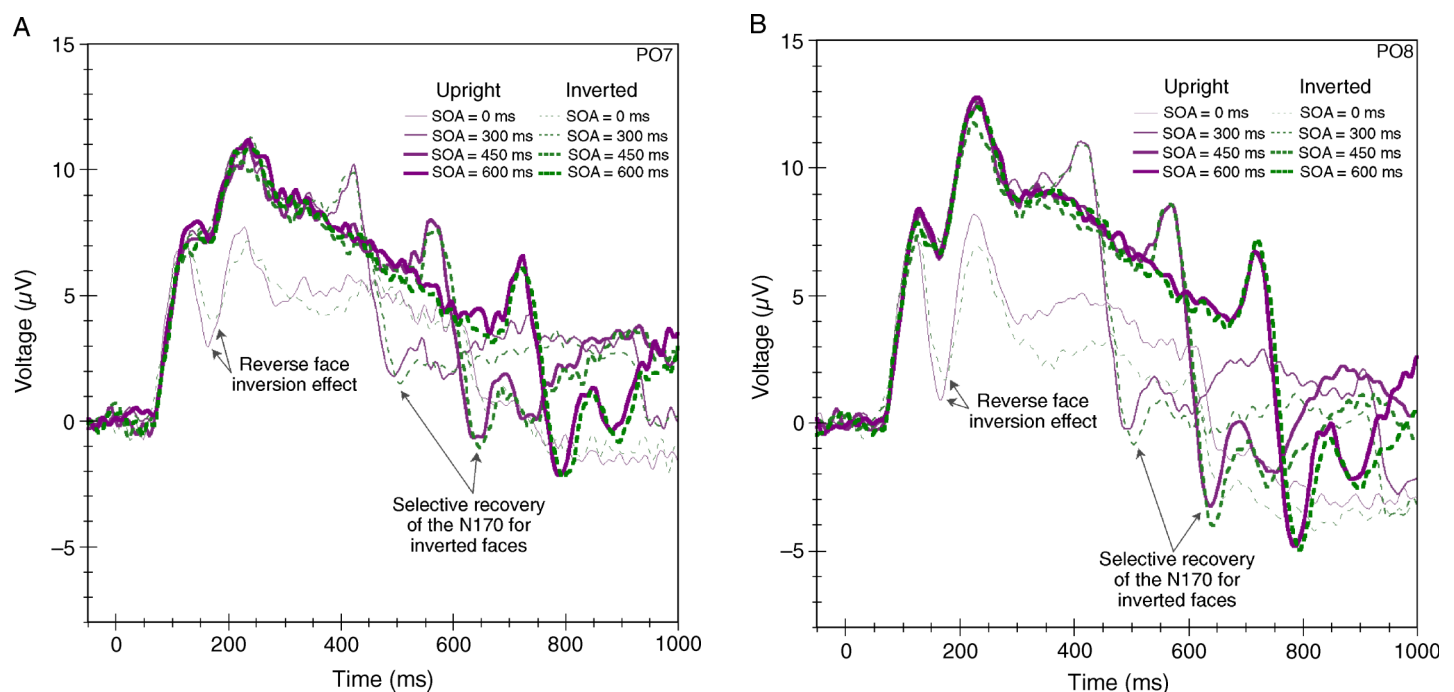 A
15
10
5
0
–5
Voltage (µV)
PO7
Upright
Inverted
SOA = 0 ms
SOA = 0 ms
SOA = 300 ms
SOA = 300 ms
SOA = 450 ms
SOA = 450 ms
SOA = 600 ms
SOA = 600 ms
Reverse face
inversion effect
Selective recovery
of the N170 for
inverted faces
0
200
400
600
800
1000
Time (ms)
B
15
10
5
0
–5
Voltage (µV)
PO8
Upright
Inverted
SOA = 0 ms
SOA = 0 ms
SOA = 300 ms
SOA = 300 ms
SOA = 450 ms
SOA = 450 ms
SOA = 600 ms
SOA = 600 ms
Reverse face
inversion effect
Selective recovery
of the N170 for
inverted faces
0
200
400
600
800
1000
Time (ms)